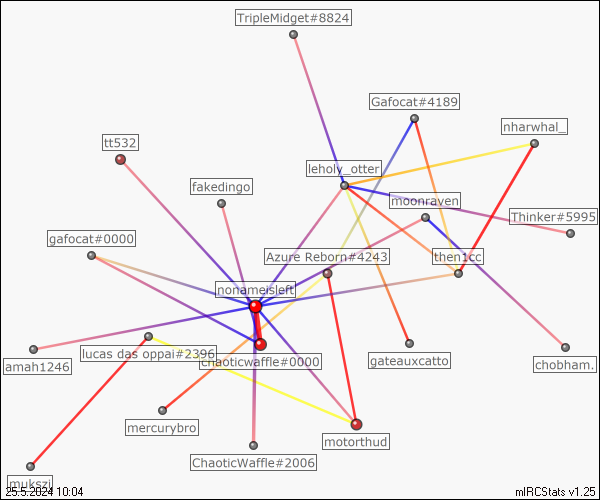 TripleMidget#8824
Gafocat#4189
nharwhal_
tt532
leholy_otter
fakedingo
moonraven
Thinker#5995
gafocat#0000
Azure Reborn#4243
then1cc
nonameisleft
amah1246
lucas das oppai#2396
chaoticwaffle#0000
gateauxcatto
chobham.
mercurybro
motorthud
ChaoticWaffle#2006
mukszi
25.5.2024 10:04
mIRCStats v1.25